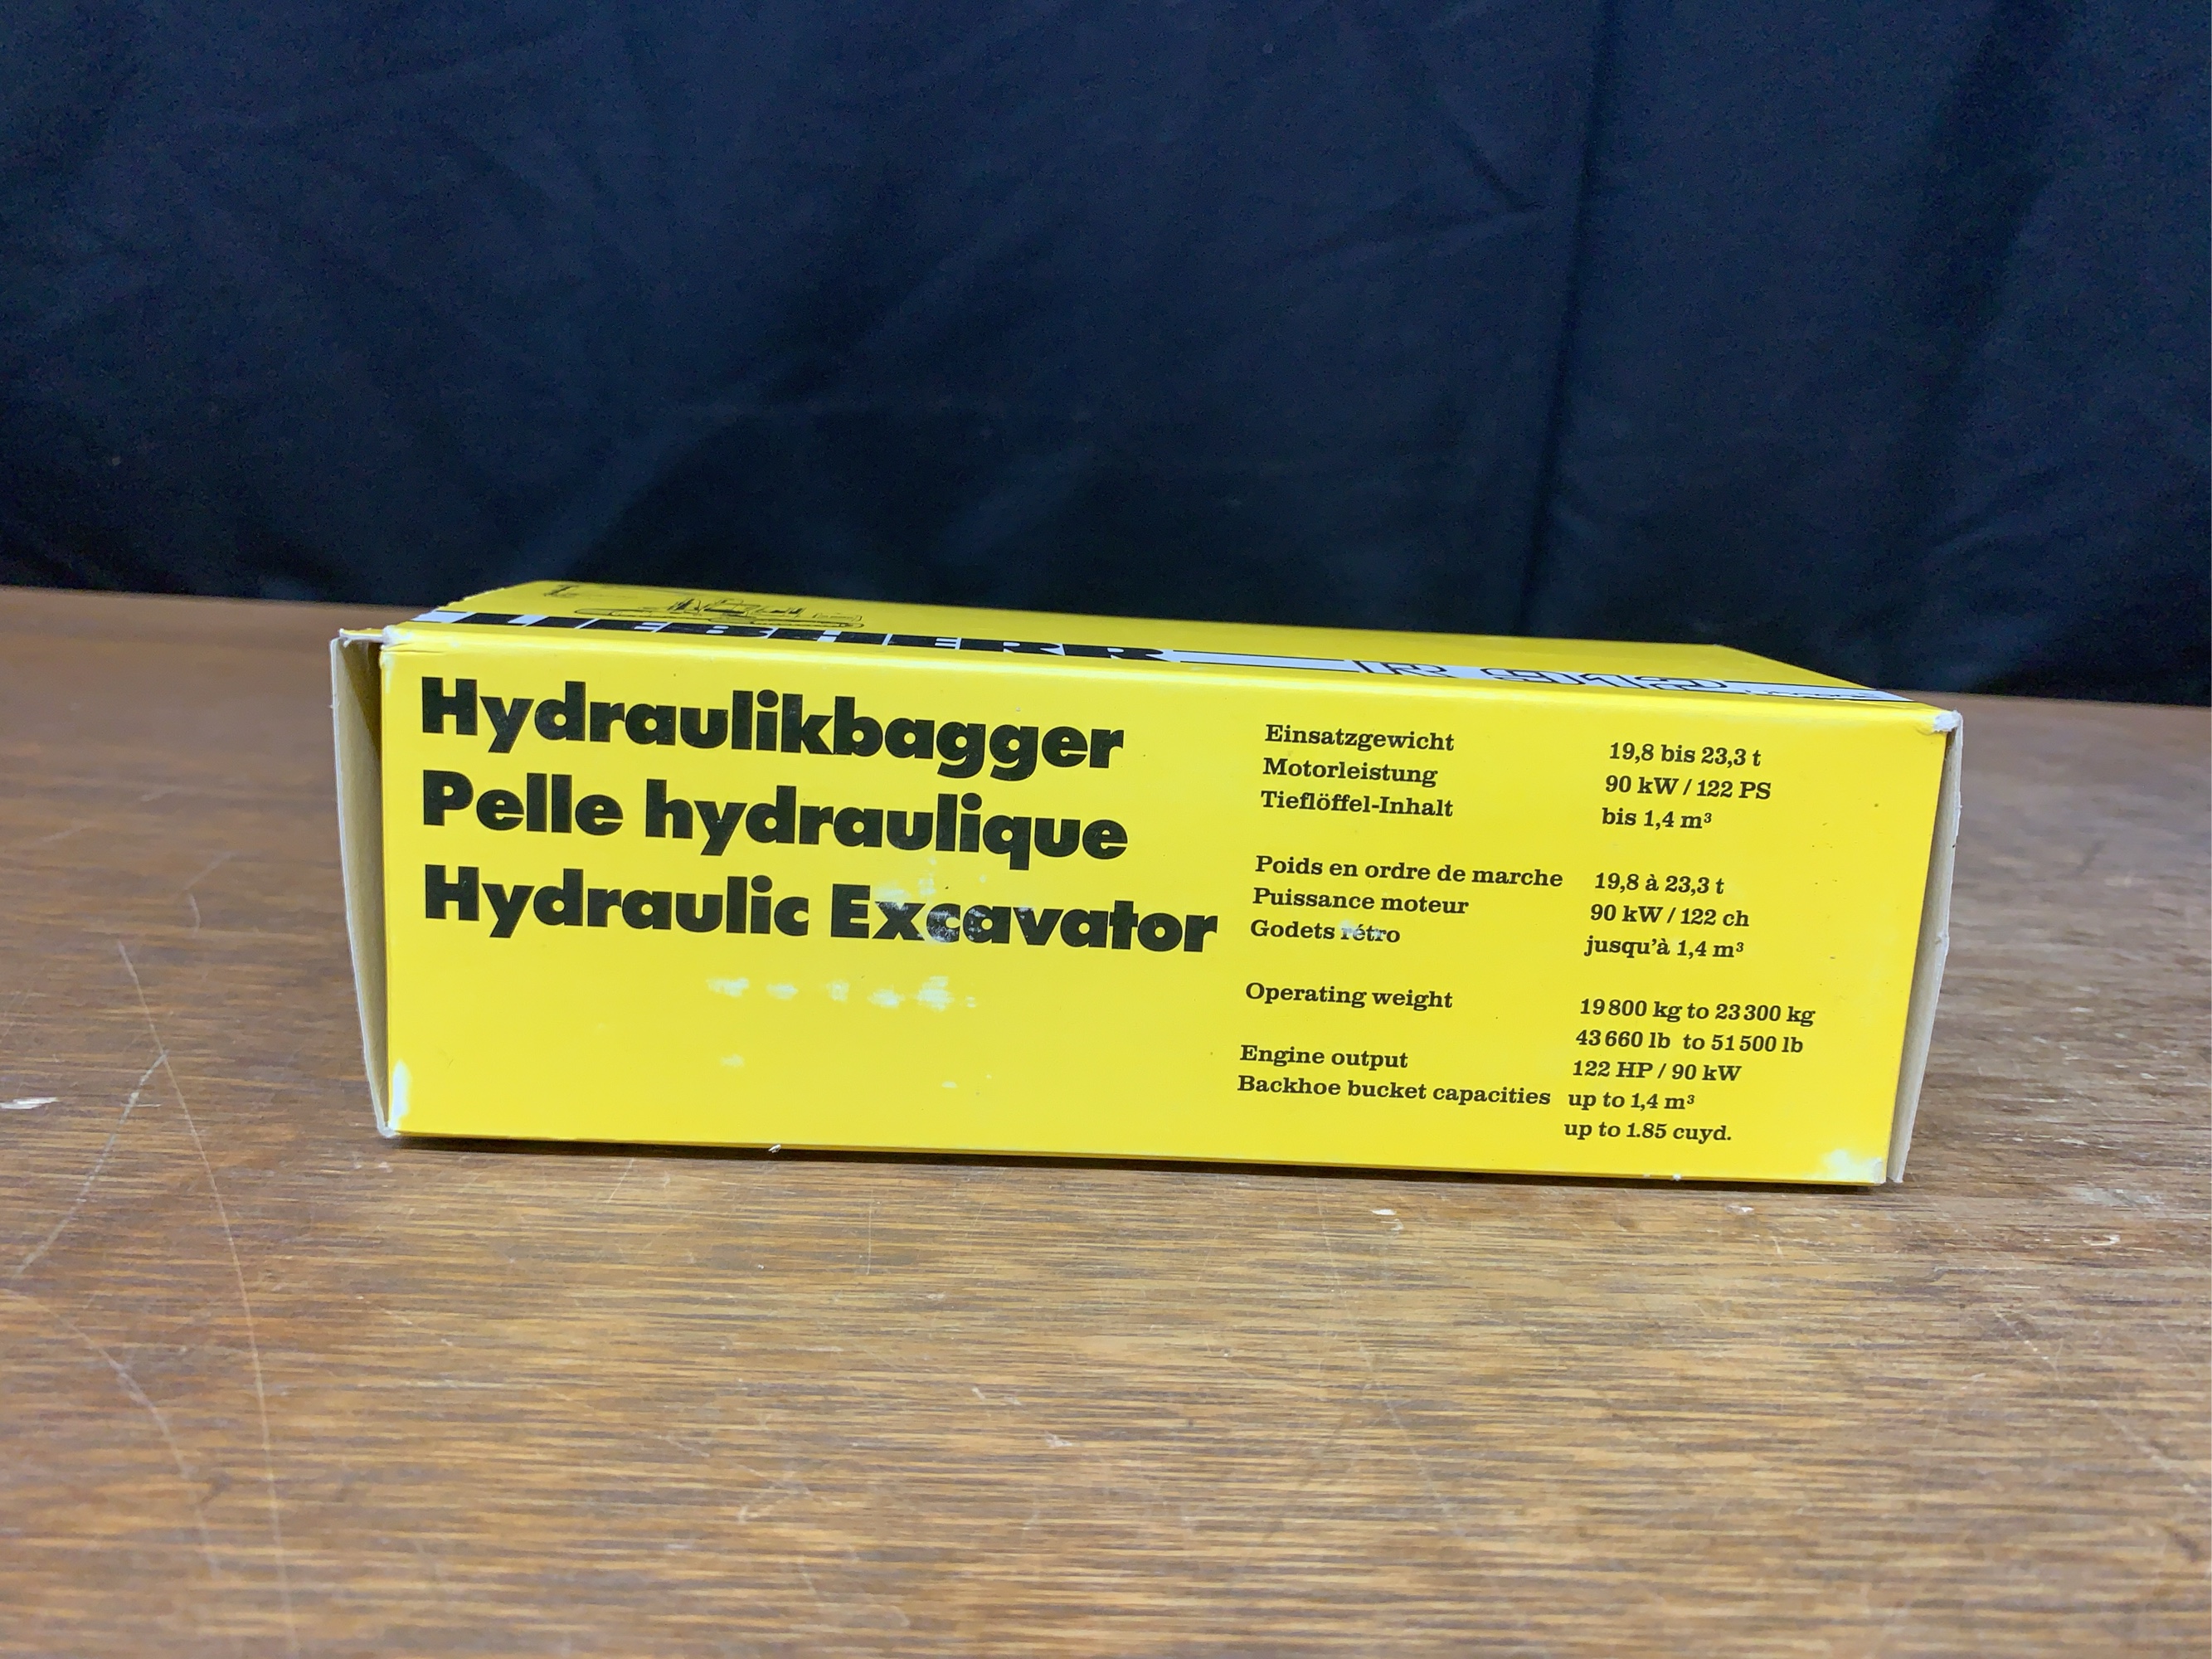 LIEBHERR R 912
Hydraulikbagger
Pelle hydraulique
Hydraulic Excavator
Einsatzgewicht 19,8 bis 23,3 t
Motorleistung 90 kW / 122 PS
Tieflöffel-Inhalt bis 1,4 m³
Poids en ordre de marche 19,8 à 23,3 t
Puissance moteur 90 kW / 122 ch
Godets rétro jusqu'à 1,4 m³
Operating weight 19 800 kg to 23 300 kg
43 660 lb to 51 500 lb
Engine output 122 HP / 90 kW
Backhoe bucket capacities up to 1,4 m³
up to 1.85 cuyd.